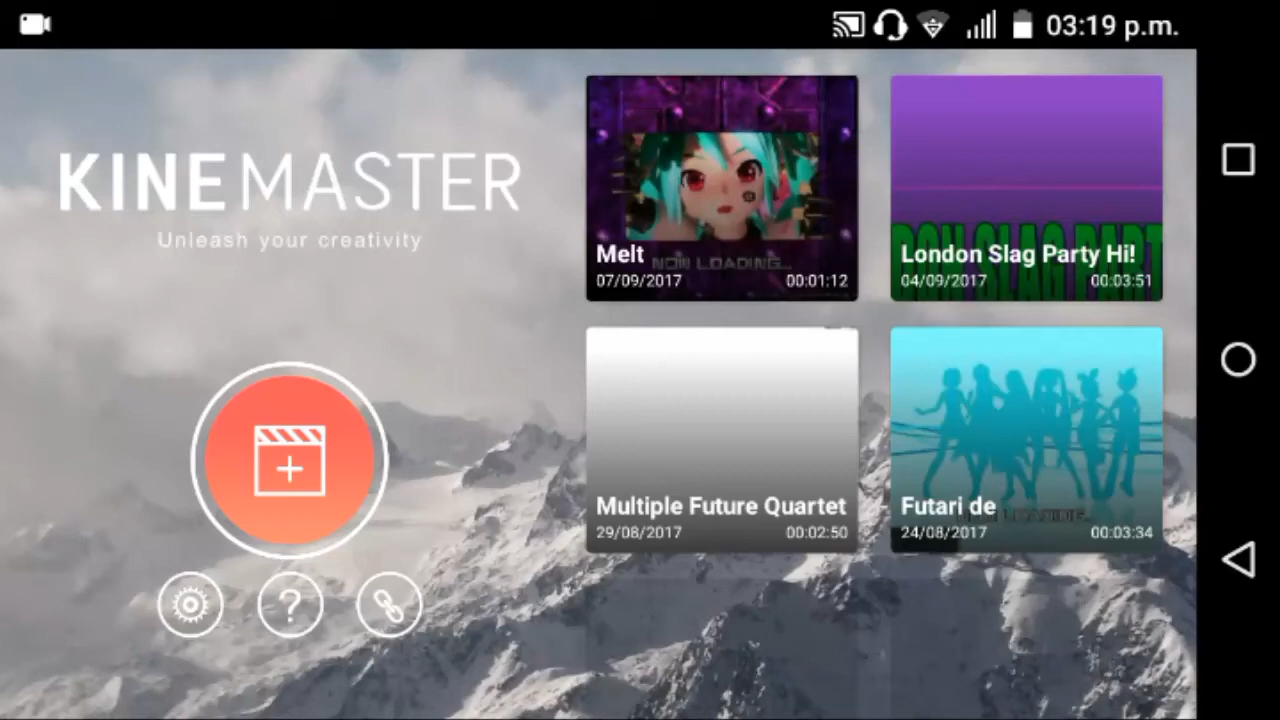 03:19 p.m.
KINEMASTER
Unleash your creativity
NOW LOADING...
Melt
07/09/2017 00:01:12
London Slag Party Hi!
04/09/2017 00:03:51
Multiple Future Quartet
29/08/2017 00:02:50
Futari de
24/08/2017 00:03:34